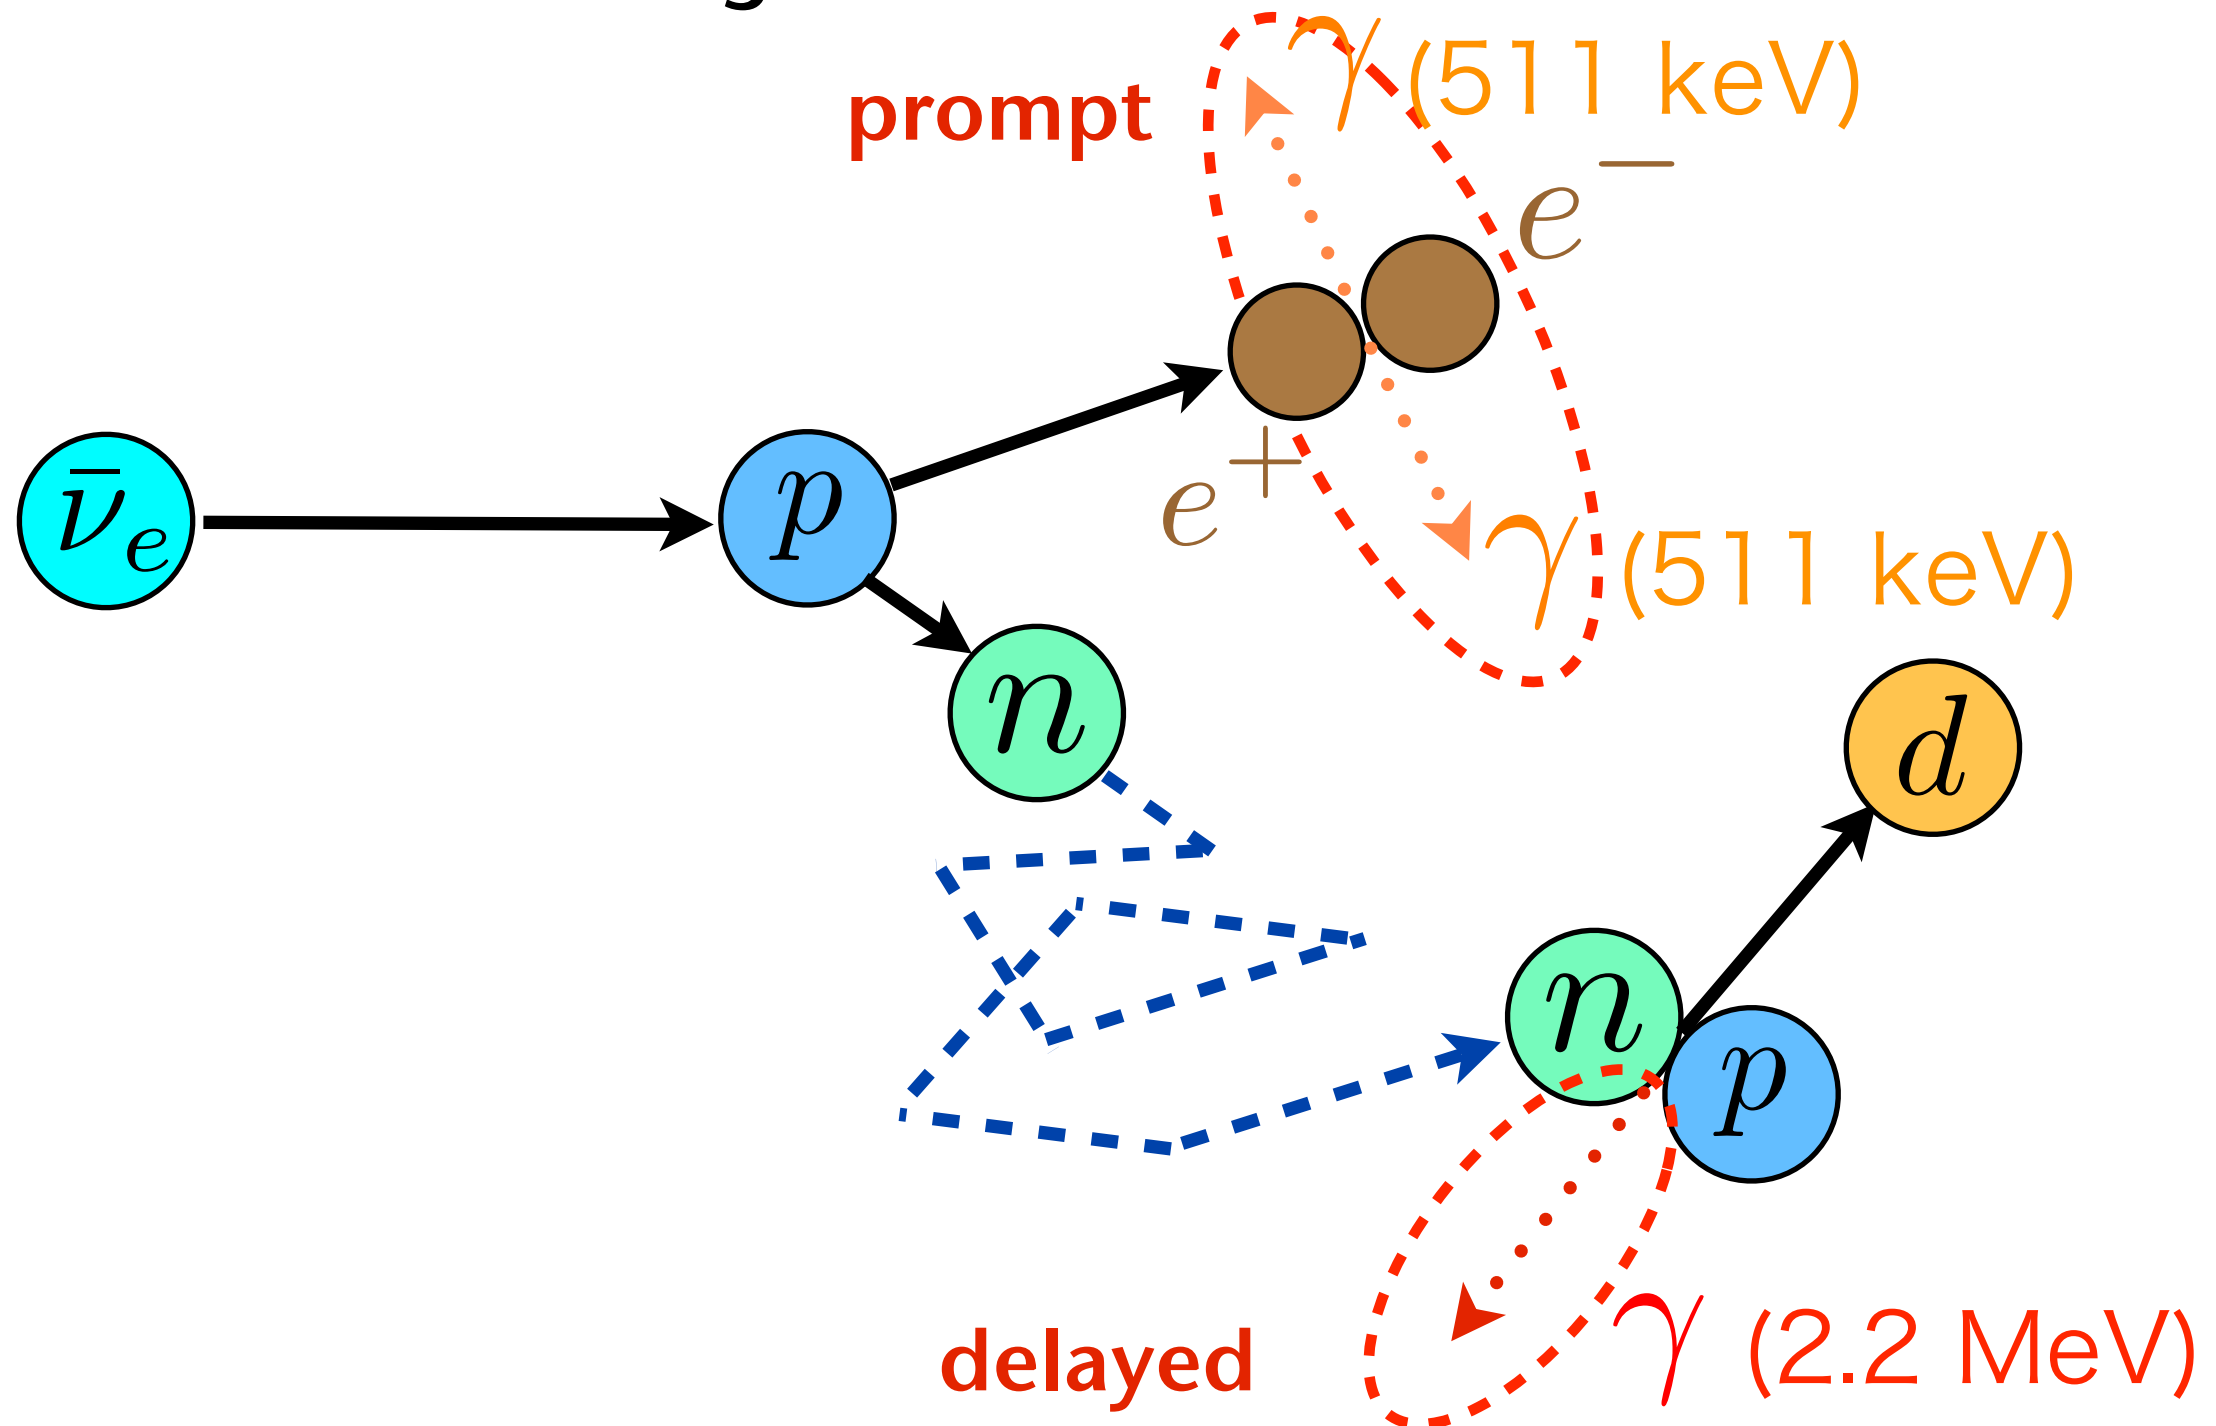 prompt
γ (511 keV)
e⁻
ν̄ₑ
p
e⁺
γ (511 keV)
n
d
n
p
delayed
γ (2.2 MeV)